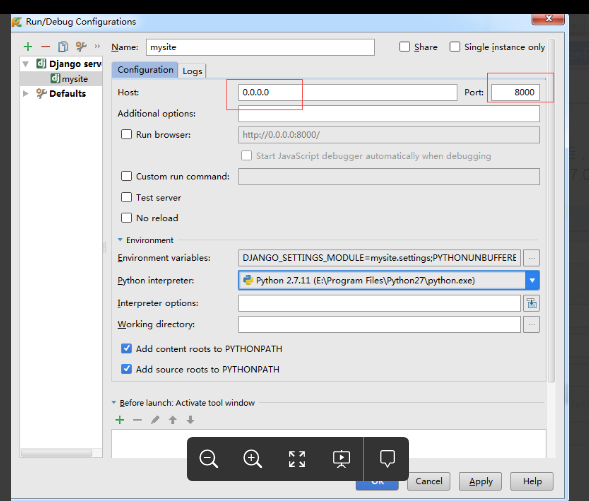 Run/Debug Configurations
Name: mysite Share Single instance only
Django serv
mysite
Defaults
Configuration Logs
Host: 0.0.0.0 Port: 8000
Additional options:
Run browser: http://0.0.0.0:8000/
Start JavaScript debugger automatically when debugging
Custom run command:
Test server
No reload
Environment
Environment variables: DJANGO_SETTINGS_MODULE=mysite.settings;PYTHONUNBUFFERE
Python interpreter: Python 2.7.11 (E:\Program Files\Python27\python.exe)
Interpreter options:
Working directory:
Add content roots to PYTHONPATH
Add source roots to PYTHONPATH
Before launch: Activate tool window
Cancel Apply Help